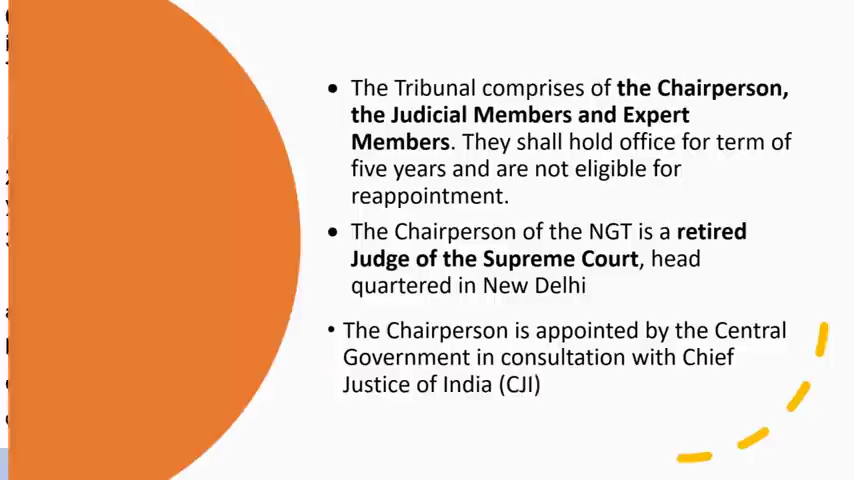 • The Tribunal comprises of the Chairperson,
the Judicial Members and Expert
Members. They shall hold office for term of
five years and are not eligible for
reappointment.
• The Chairperson of the NGT is a retired
Judge of the Supreme Court, head
quartered in New Delhi
• The Chairperson is appointed by the Central
Government in consultation with Chief
Justice of India (CJI)